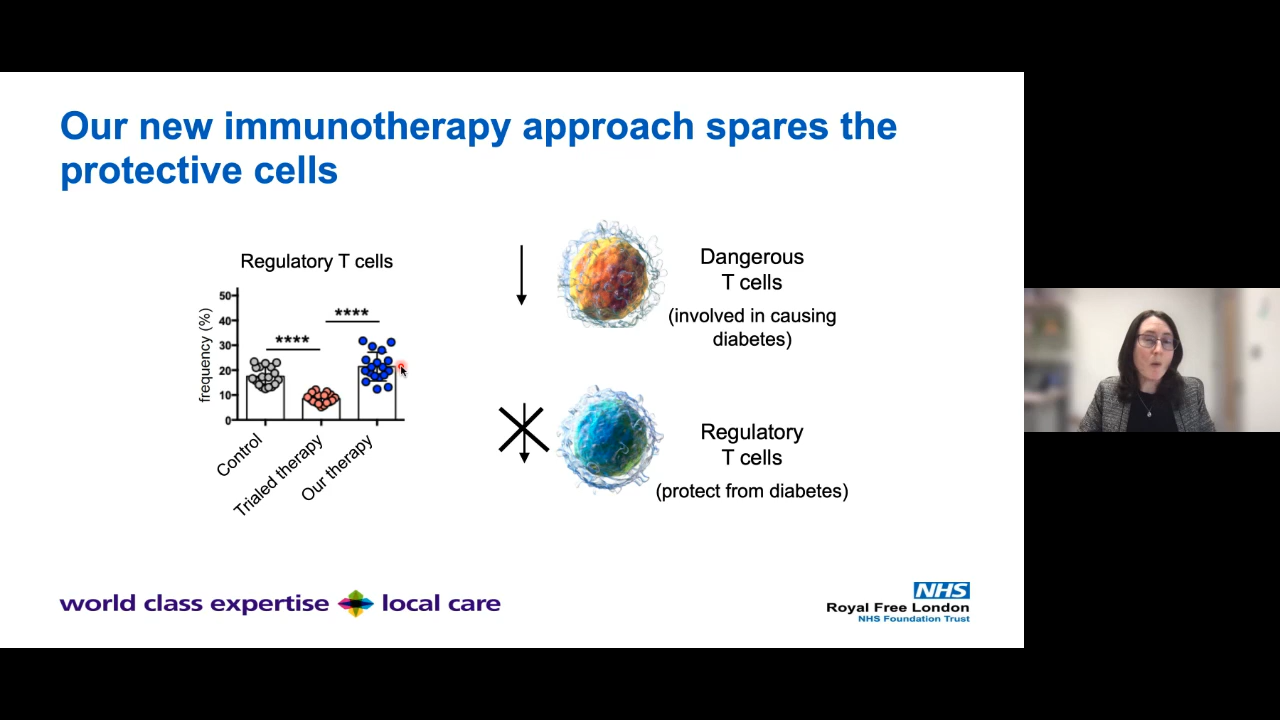 Our new immunotherapy approach spares the
protective cells
Regulatory T cells
frequency (%)
50
40
30
20
10
0
****
****
Control
Trialed therapy
Our therapy
Dangerous
T cells
(involved in causing
diabetes)
Regulatory
T cells
(protect from diabetes)
world class expertise local care
NHS
Royal Free London
NHS Foundation Trust